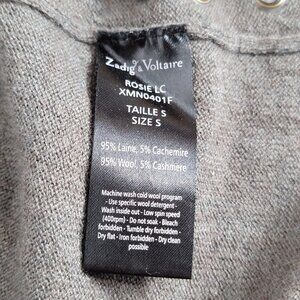 Zadig & Voltaire
ROSIE LC
XMN0401F
TAILLE S
SIZE S
95% Laine, 5% Cachemire
95% Wool, 5% Cashmere
Machine wash cold wool program
- Use specific wool detergent -
Wash inside out - Low spin speed
(400rpm) - Do not soak - Bleach
forbidden - Tumble dry forbidden -
Dry flat - Iron forbidden - Dry clean
possible